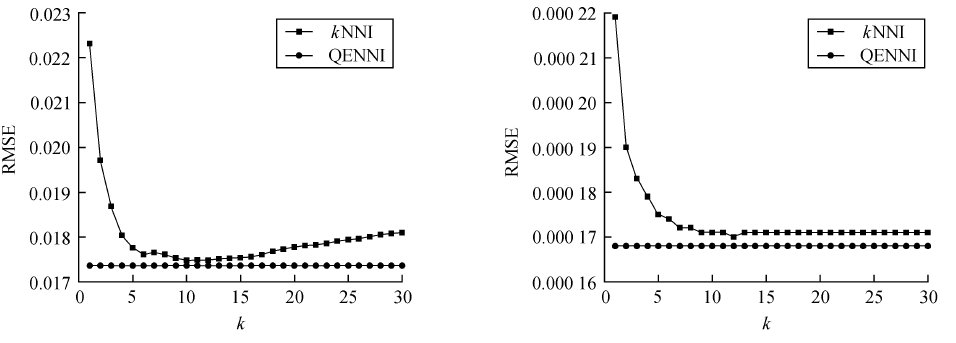 0.023
0.022
0.021
0.020
0.019
0.018
0.017
RMSE
0 5 10 15 20 25 30
k
kNNI
QENNI
0.000 22
0.000 21
0.000 20
0.000 19
0.000 18
0.000 17
0.000 16
RMSE
0 5 10 15 20 25 30
k
kNNI
QENNI